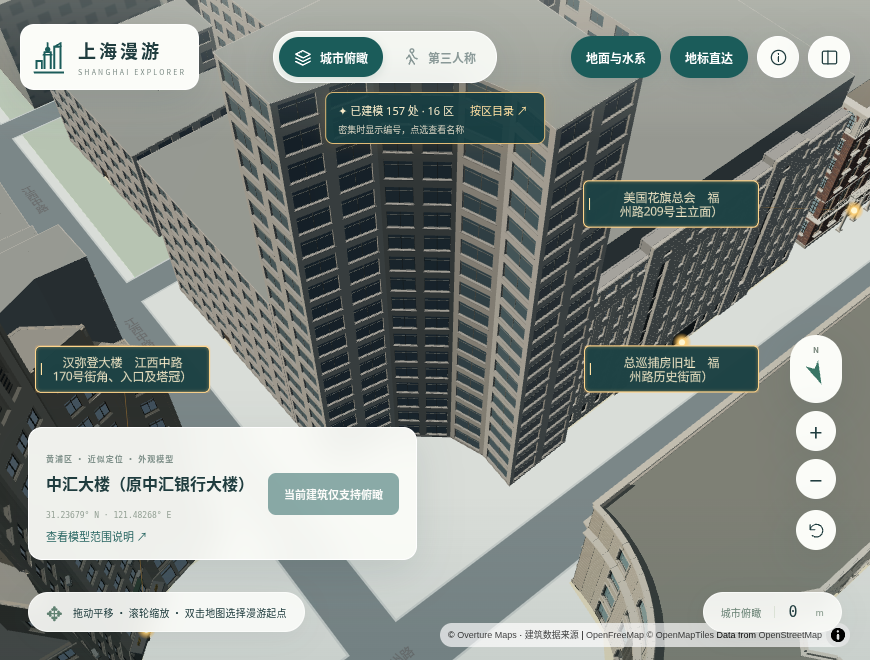 上海漫游
SHANGHAI EXPLORER
城市俯瞰
第三人称
地面与水系
地标直达
✦ 已建模 157 处 · 16 区 按区目录 ↗
密集时显示编号，点选查看名称
美国花旗总会 福
州路209号主立面）
汉弥登大楼 江西中路
170号街角、入口及塔冠）
总巡捕房旧址 福
州路历史街面）
N
黄浦区 · 近似定位 · 外观模型
中汇大楼（原中汇银行大楼）
当前建筑仅支持俯瞰
31.23679° N · 121.48268° E
查看模型范围说明 ↗
拖动平移 · 滚轮缩放 · 双击地图选择漫游起点
城市俯瞰 0 m
© Overture Maps · 建筑数据来源 | OpenFreeMap © OpenMapTiles Data from OpenStreetMap